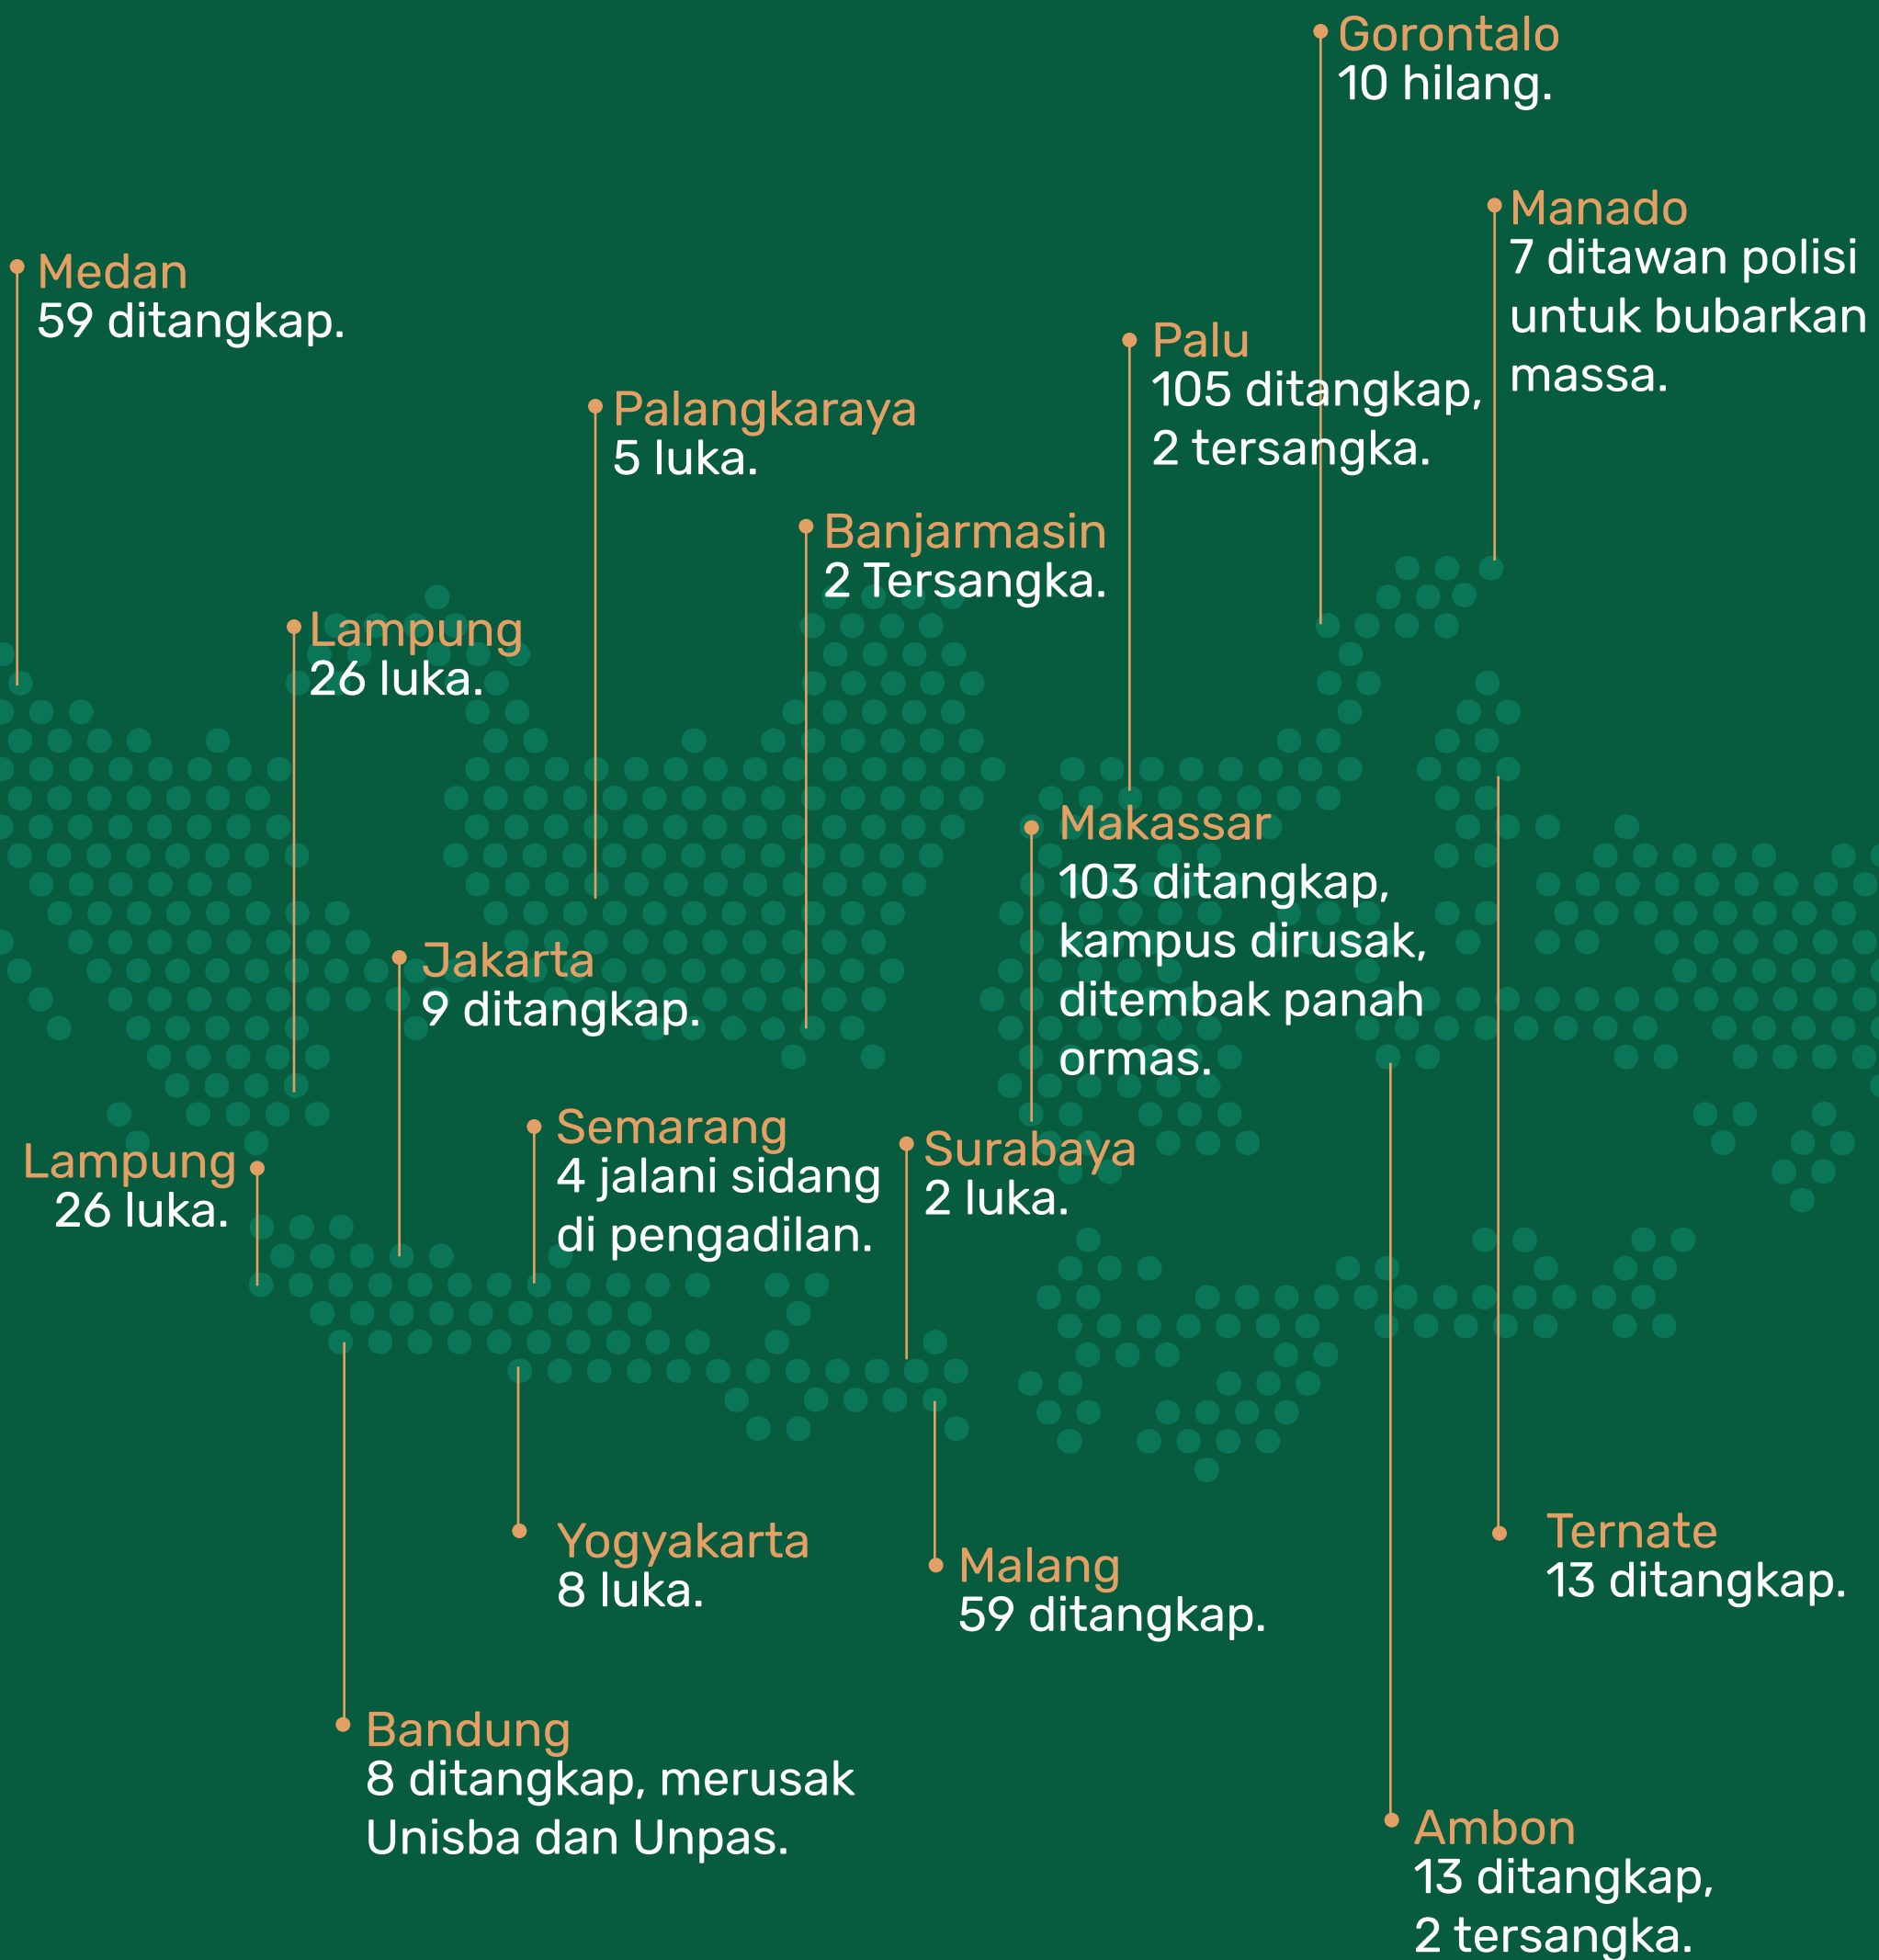 Gorontalo
10 hilang.
Manado
7 ditawan polisi
untuk bubarkan
massa.
Medan
59 ditangkap.
Palu
105 ditangkap,
2 tersangka.
Palangkaraya
5 luka.
Banjarmasin
2 Tersangka.
Lampung
26 luka.
Makassar
103 ditangkap,
kampus dirusak,
ditembak panah
ormas.
Jakarta
9 ditangkap.
Semarang
4 jalani sidang
di pengadilan.
Surabaya
2 luka.
Lampung
26 luka.
Yogyakarta
8 luka.
Malang
59 ditangkap.
Ternate
13 ditangkap.
Bandung
8 ditangkap, merusak
Unisba dan Unpas.
Ambon
13 ditangkap,
2 tersangka.